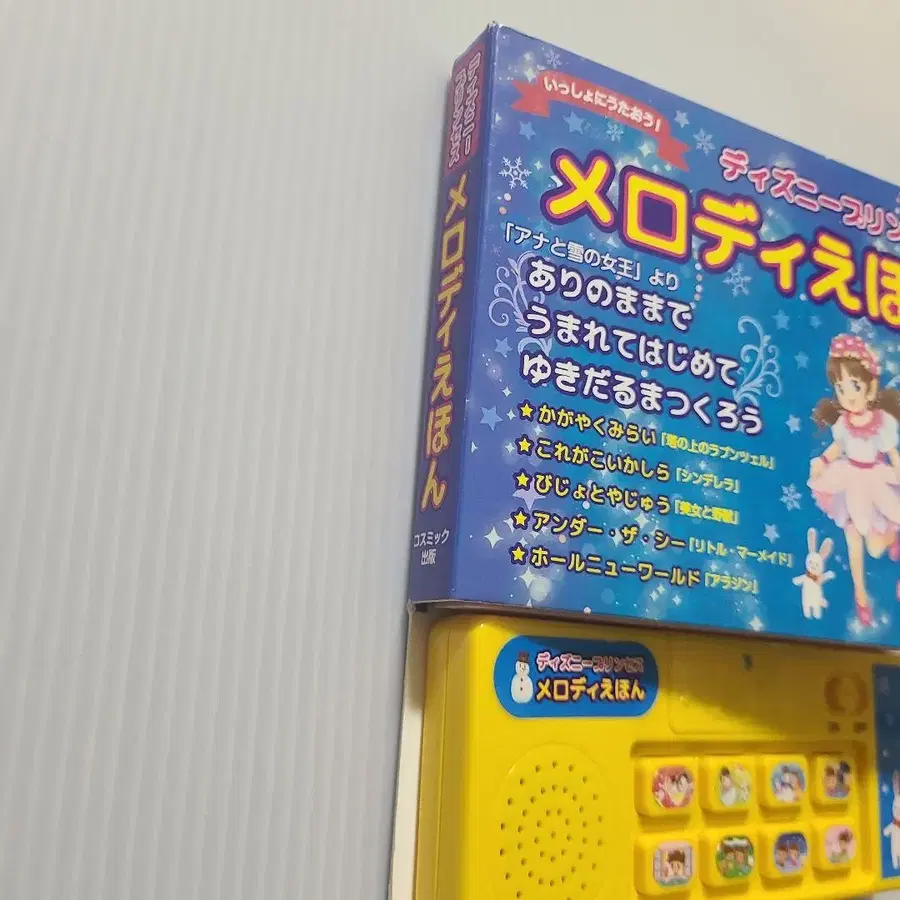 いっしょにうたおう！
ディズニープリン
メロディえほ
「アナと雪の女王」より
ありのままで
うまれてはじめて
ゆきだるまつくろう
★かがやくみらい「塔の上のラプンツェル」
★これがこいかしら「シンデレラ」
★びじょとやじゅう「美女と野獣」
★アンダー・ザ・シー「リトル・マーメイド」
★ホールニューワールド「アラジン」
ディズニー
プリンセス
メロディえほん
コスミック
出版
ディズニープリンセス
メロディえほん